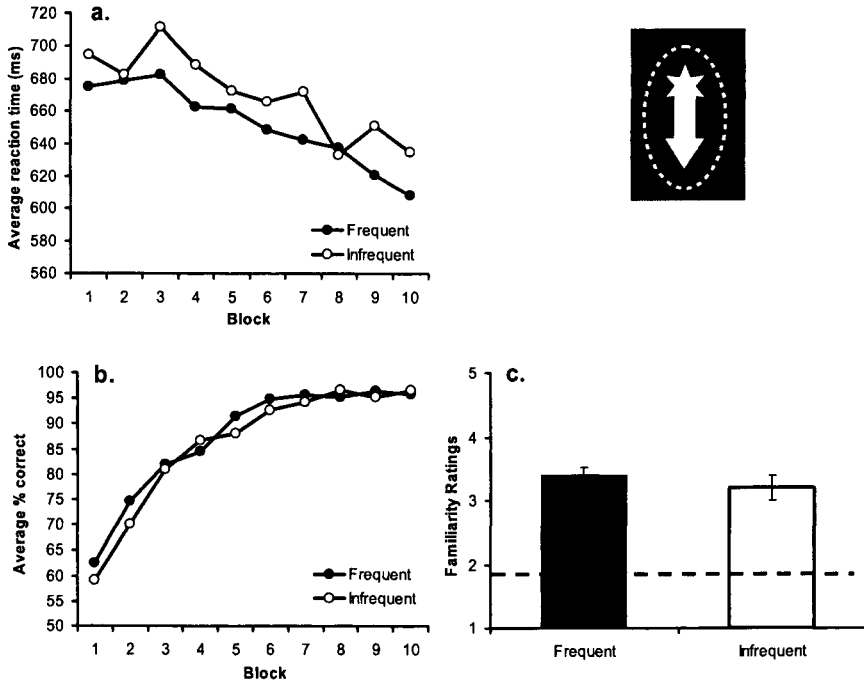 a.
Average reaction time (ms)
720
700
680
660
640
620
600
580
560
Frequent
Infrequent
1 2 3 4 5 6 7 8 9 10
Block
b.
Average % correct
100
95
90
85
80
75
70
65
60
55
50
Frequent
Infrequent
1 2 3 4 5 6 7 8 9 10
Block
c.
Familiarity Ratings
5
4
3
2
1
Frequent Infrequent